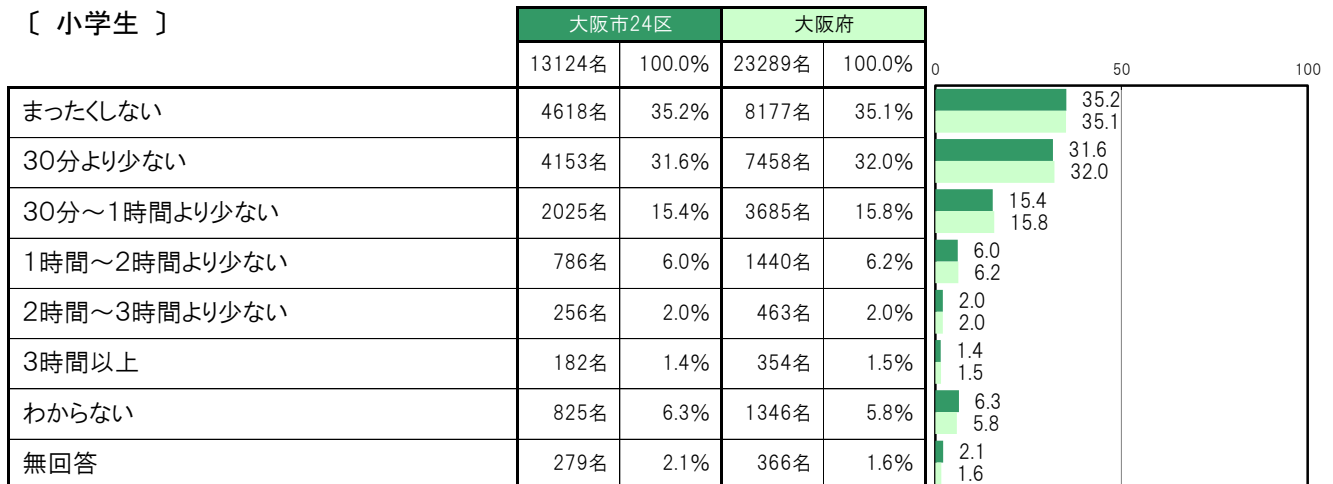 〔 小学生 〕
大阪市24区 大阪府
13124名 100.0% 23289名 100.0%
0 50 100
まったくしない 4618名 35.2% 8177名 35.1% 35.2
35.1
30分より少ない 4153名 31.6% 7458名 32.0% 31.6
32.0
30分～1時間より少ない 2025名 15.4% 3685名 15.8% 15.4
15.8
1時間～2時間より少ない 786名 6.0% 1440名 6.2% 6.0
6.2
2時間～3時間より少ない 256名 2.0% 463名 2.0% 2.0
2.0
3時間以上 182名 1.4% 354名 1.5% 1.4
1.5
わからない 825名 6.3% 1346名 5.8% 6.3
5.8
無回答 279名 2.1% 366名 1.6% 2.1
1.6